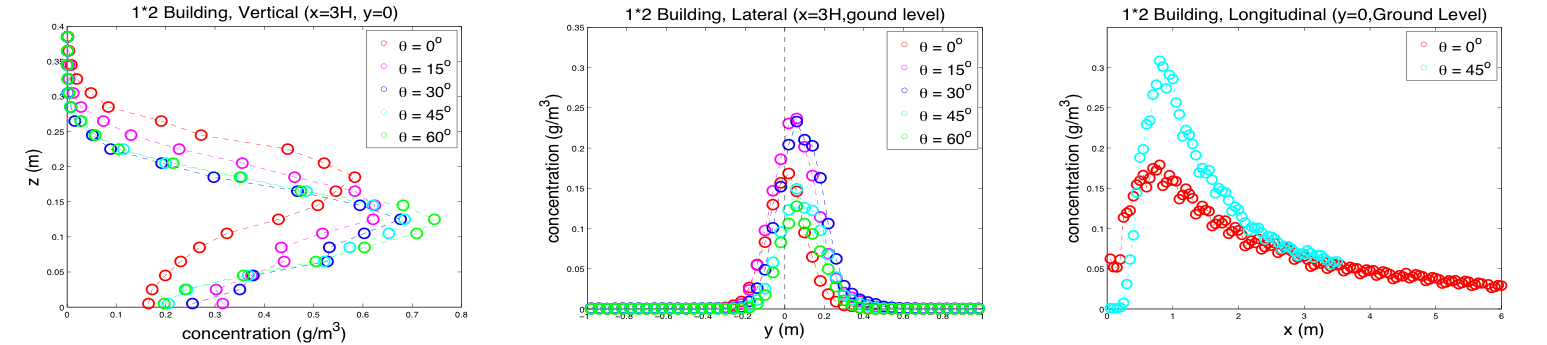 1*2 Building, Vertical (x=3H, y=0)
0.4
0.35
0.3
0.25
0.2
0.15
0.1
0.05
0
z (m)
0 0.1 0.2 0.3 0.4 0.5 0.6 0.7 0.8
concentration (g/m³)
θ = 0°
θ = 15°
θ = 30°
θ = 45°
θ = 60°
1*2 Building, Lateral (x=3H,gound level)
0.35
0.3
0.25
0.2
0.15
0.1
0.05
0
concentration (g/m³)
−1 −0.8 −0.6 −0.4 −0.2 0 0.2 0.4 0.6 0.8 1
y (m)
θ = 0°
θ = 15°
θ = 30°
θ = 45°
θ = 60°
1*2 Building, Longitudinal (y=0,Ground Level)
0.35
0.3
0.25
0.2
0.15
0.1
0.05
0
concentration (g/m³)
0 1 2 3 4 5 6
x (m)
θ = 0°
θ = 45°